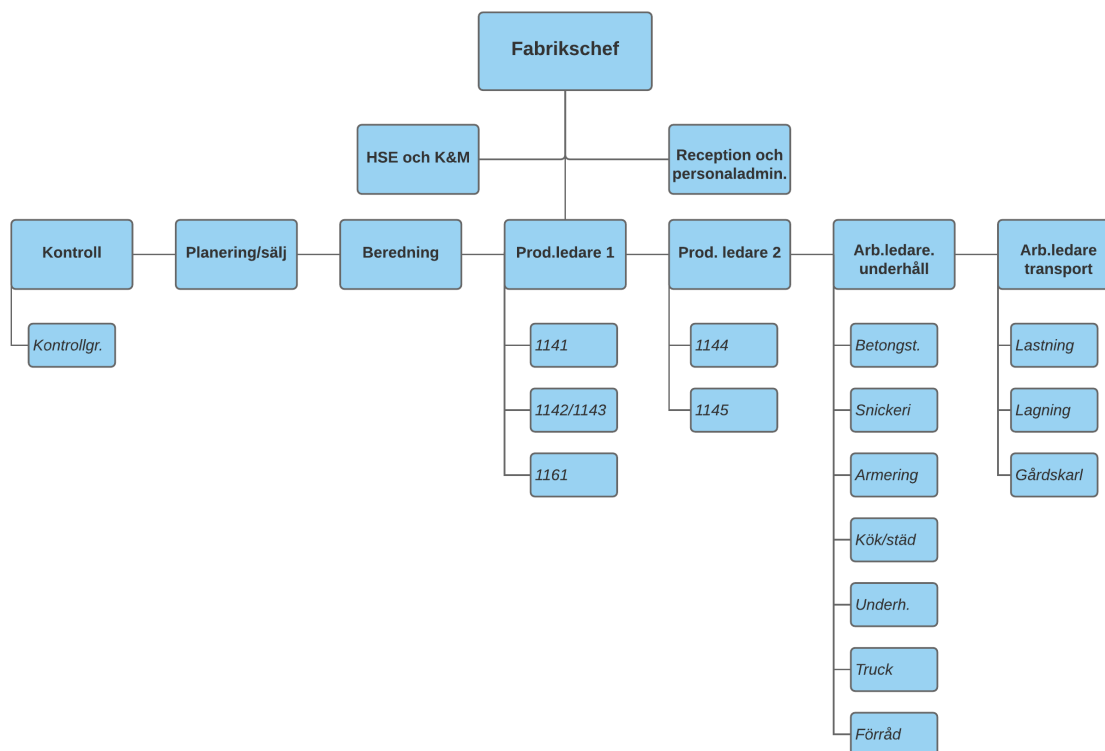 Fabrikschef
HSE och K&M
Reception och
personaladmin.
Kontroll
Planering/sälj
Beredning
Prod.ledare 1
Prod. ledare 2
Arb.ledare.
underhåll
Arb.ledare
transport
Kontrollgr.
1141
1142/1143
1161
1144
1145
Betongst.
Snickeri
Armering
Kök/städ
Underh.
Truck
Förråd
Lastning
Lagning
Gårdskarl